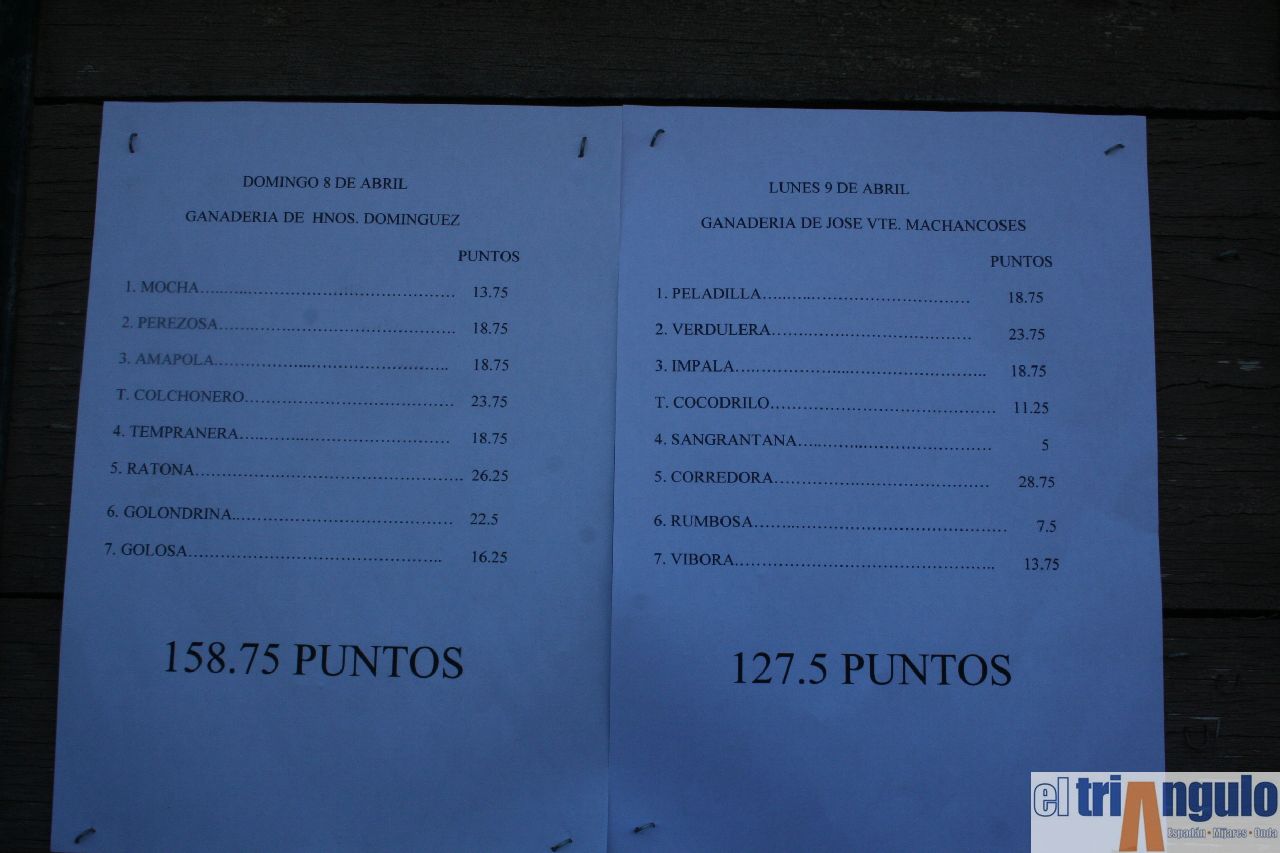 DOMINGO 8 DE ABRIL
GANADERIA DE HNOS. DOMINGUEZ
PUNTOS
1. MOCHA.................................................... 13.75
2. PEREZOSA................................................ 18.75
3. AMAPOLA................................................ 18.75
T. COLCHONERO.......................................... 23.75
4. TEMPRANERA.......................................... 18.75
5. RATONA..................................................... 26.25
6. GOLONDRINA............................................ 22.5
7. GOLOSA.................................................... 16.25
158.75 PUNTOS
LUNES 9 DE ABRIL
GANADERIA DE JOSE VTE. MACHANCOSES
PUNTOS
1. PELADILLA.......................................... 18.75
2. VERDULERA........................................ 23.75
3. IMPALA.................................................. 18.75
T. COCODRILO............................................. 11.25
4. SANGRANTANA....................................... 5
5. CORREDORA........................................... 28.75
6. RUMBOSA.................................................. 7.5
7. VIBORA.................................................... 13.75
127.5 PUNTOS
el triAngulo
Espadán · Mijares · Onda